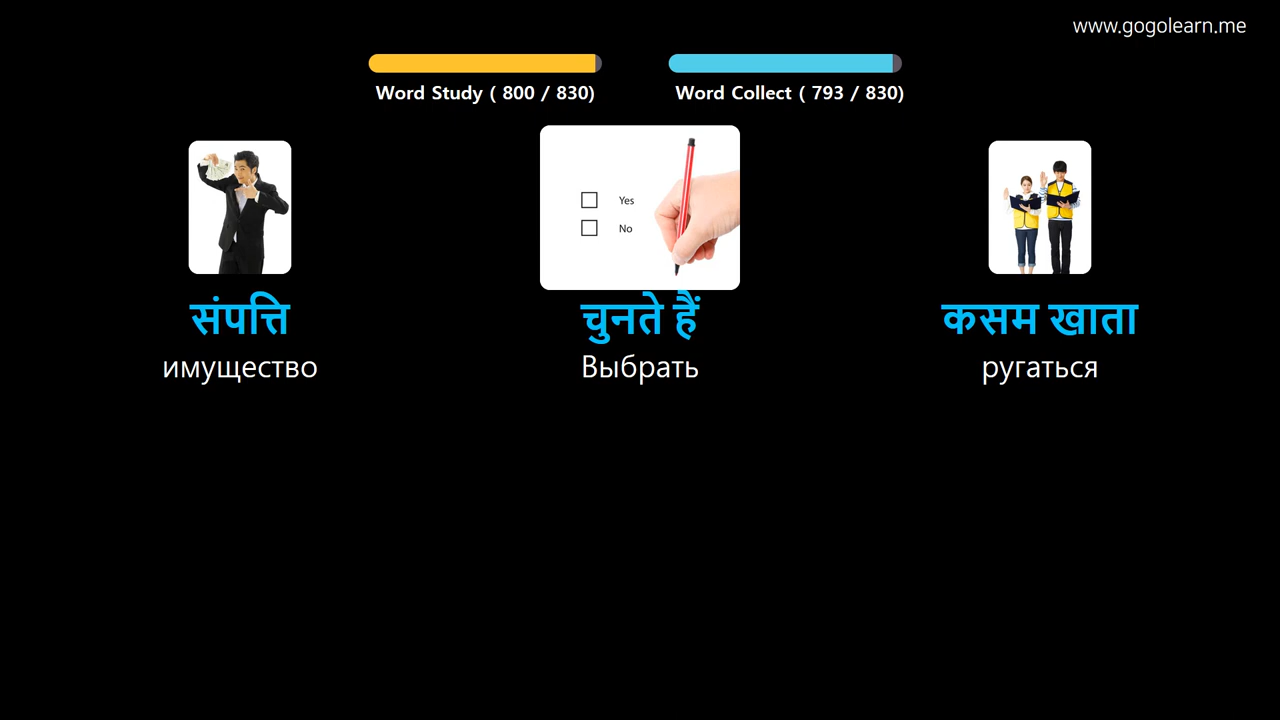 www.gogolearn.me
Word Study ( 800 / 830)
Word Collect ( 793 / 830)
Yes
No
संपत्ति
चुनते हैं
कसम खाता
имущество
Выбрать
ругаться